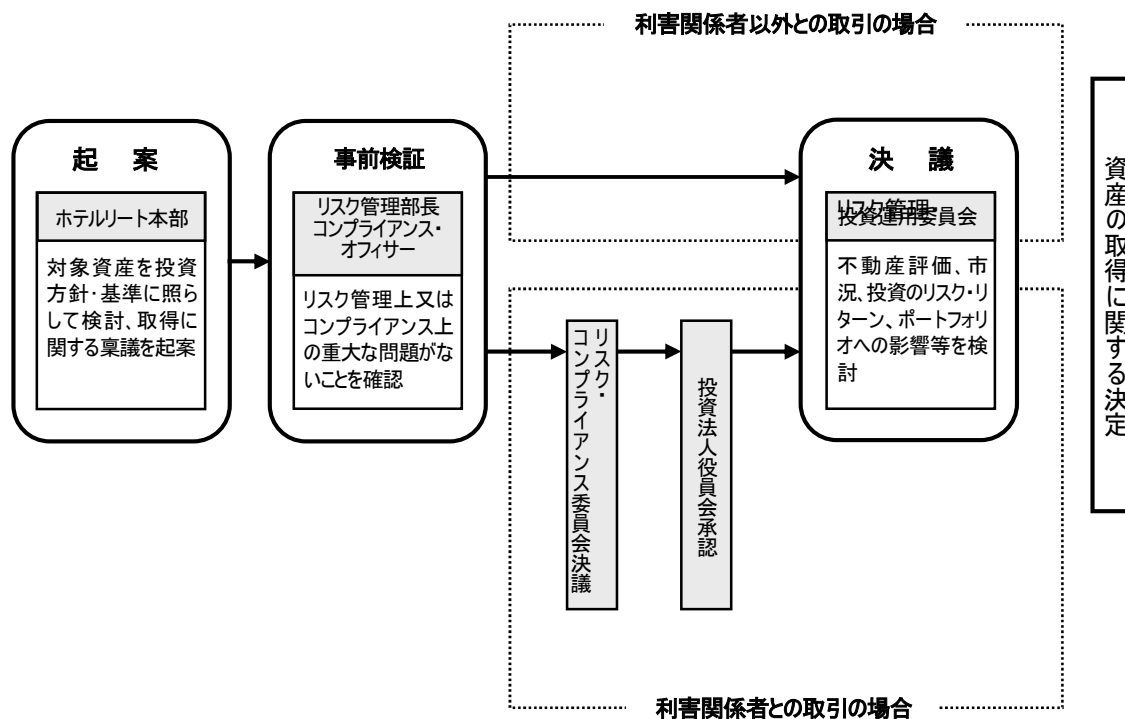 利害関係者以外との取引の場合
起 案
ホテルリート本部
対象資産を投資
方針・基準に照ら
して検討、取得に
関する稟議を起案
事前検証
リスク管理部長
コンプライアンス・
オフィサー
リスク管理上又は
コンプライアンス上
の重大な問題がな
いことを確認
リスク・
コンプライアンス委員会決議
投資法人役員会承認
決 議
リスク管理・
投資運用委員会
不動産評価、市
況、投資のリスク・リ
ターン、ポートフォリ
オへの影響等を検
討
資産の取得に関する決定
利害関係者との取引の場合